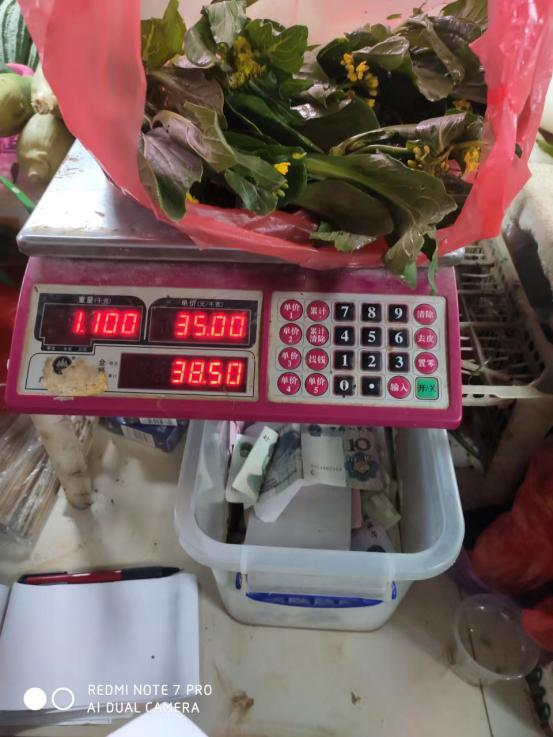 重量(千克)
单价(元/千克)
1.100
35.00
38.50
单价1 累计 7 8 9 清除
单价2 累计清除 4 5 6 去皮
单价3 找钱 1 2 3 置零
单价4 单价5 0 . 输入 开/关
10
REDMI NOTE 7 PRO
AI DUAL CAMERA